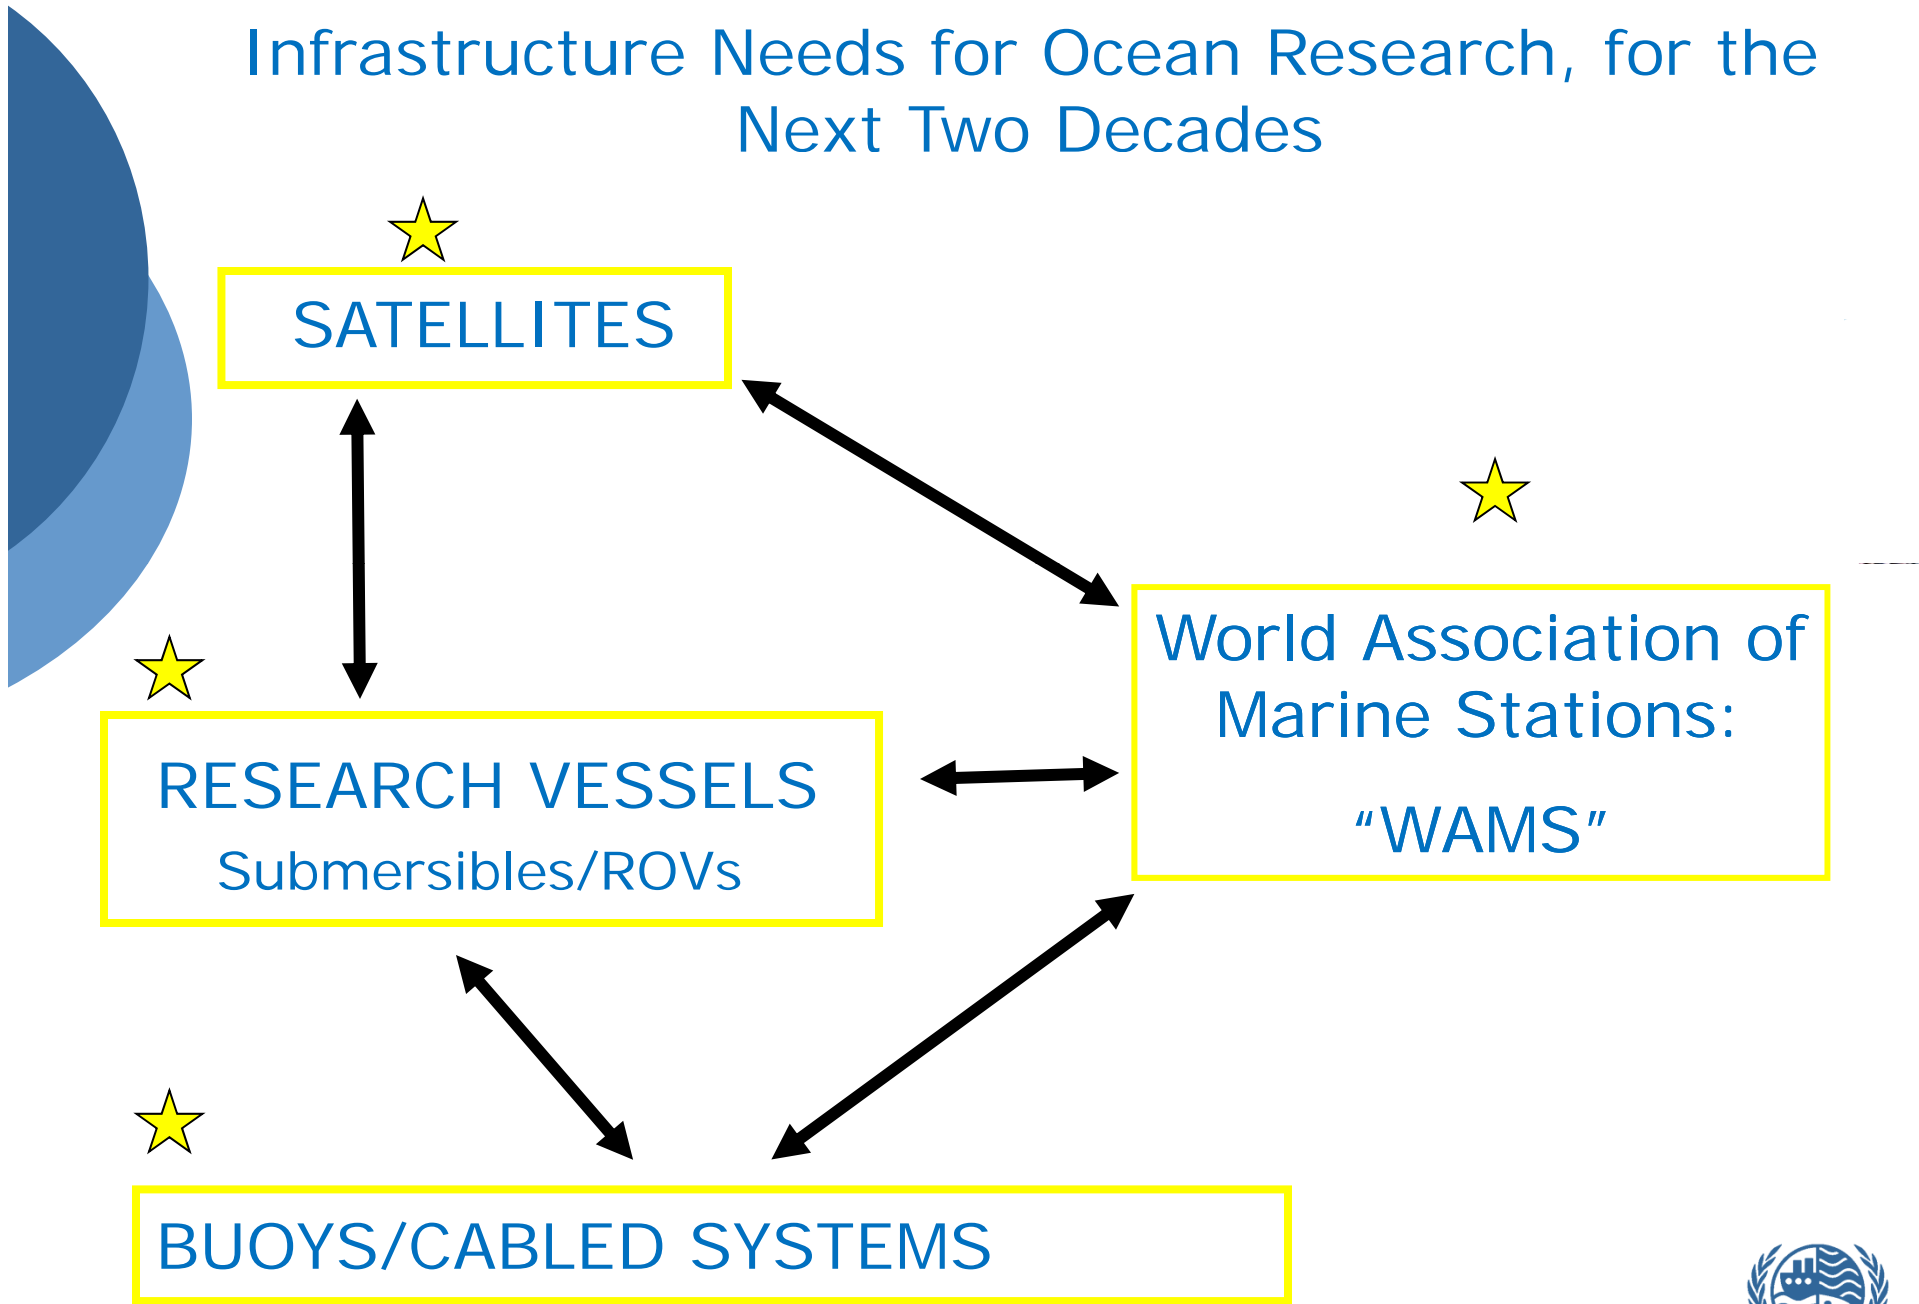 Infrastructure Needs for Ocean Research, for the
Next Two Decades
SATELLITES
World Association of
Marine Stations:
“WAMS”
RESEARCH VESSELS
Submersibles/ROVs
BUOYS/CABLED SYSTEMS